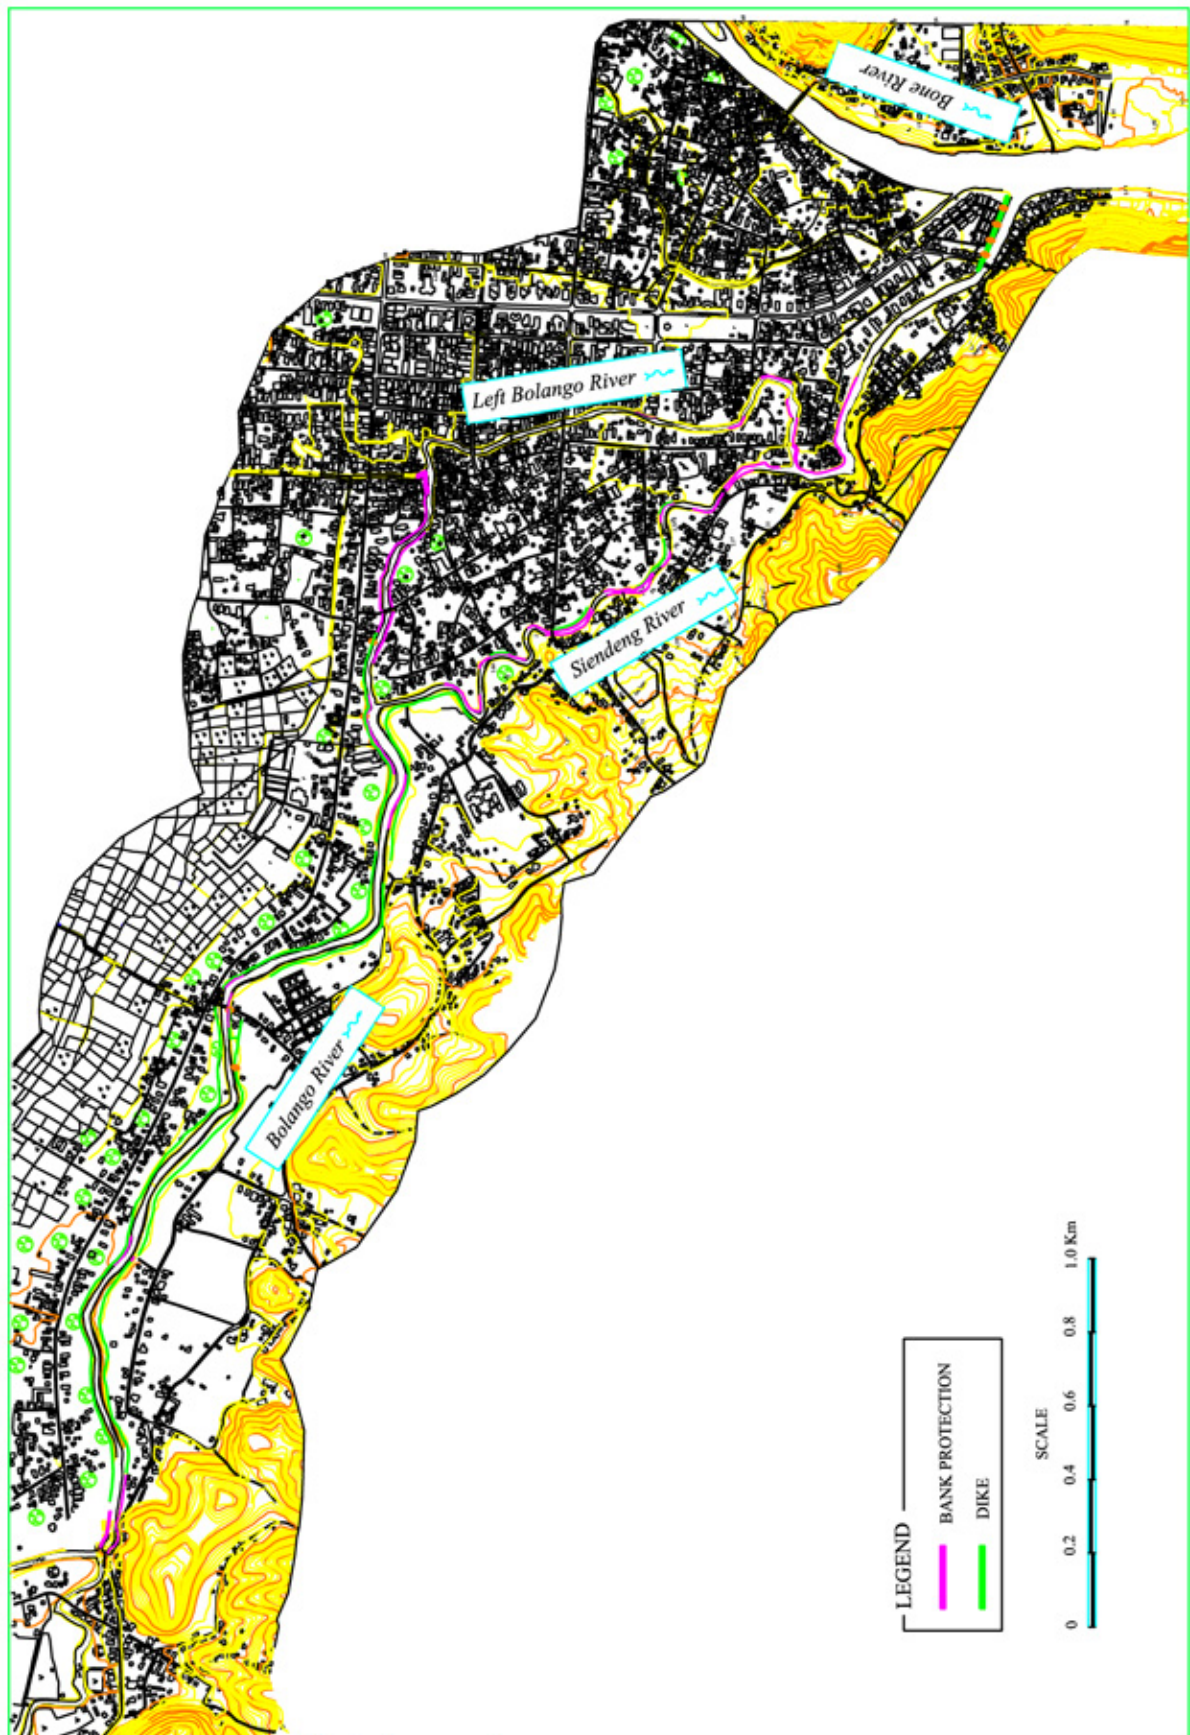 Bone River
Left Bolango River
Siendeng River
Bolango River
LEGEND
BANK PROTECTION
DIKE
SCALE
0 0.2 0.4 0.6 0.8 1.0 Km